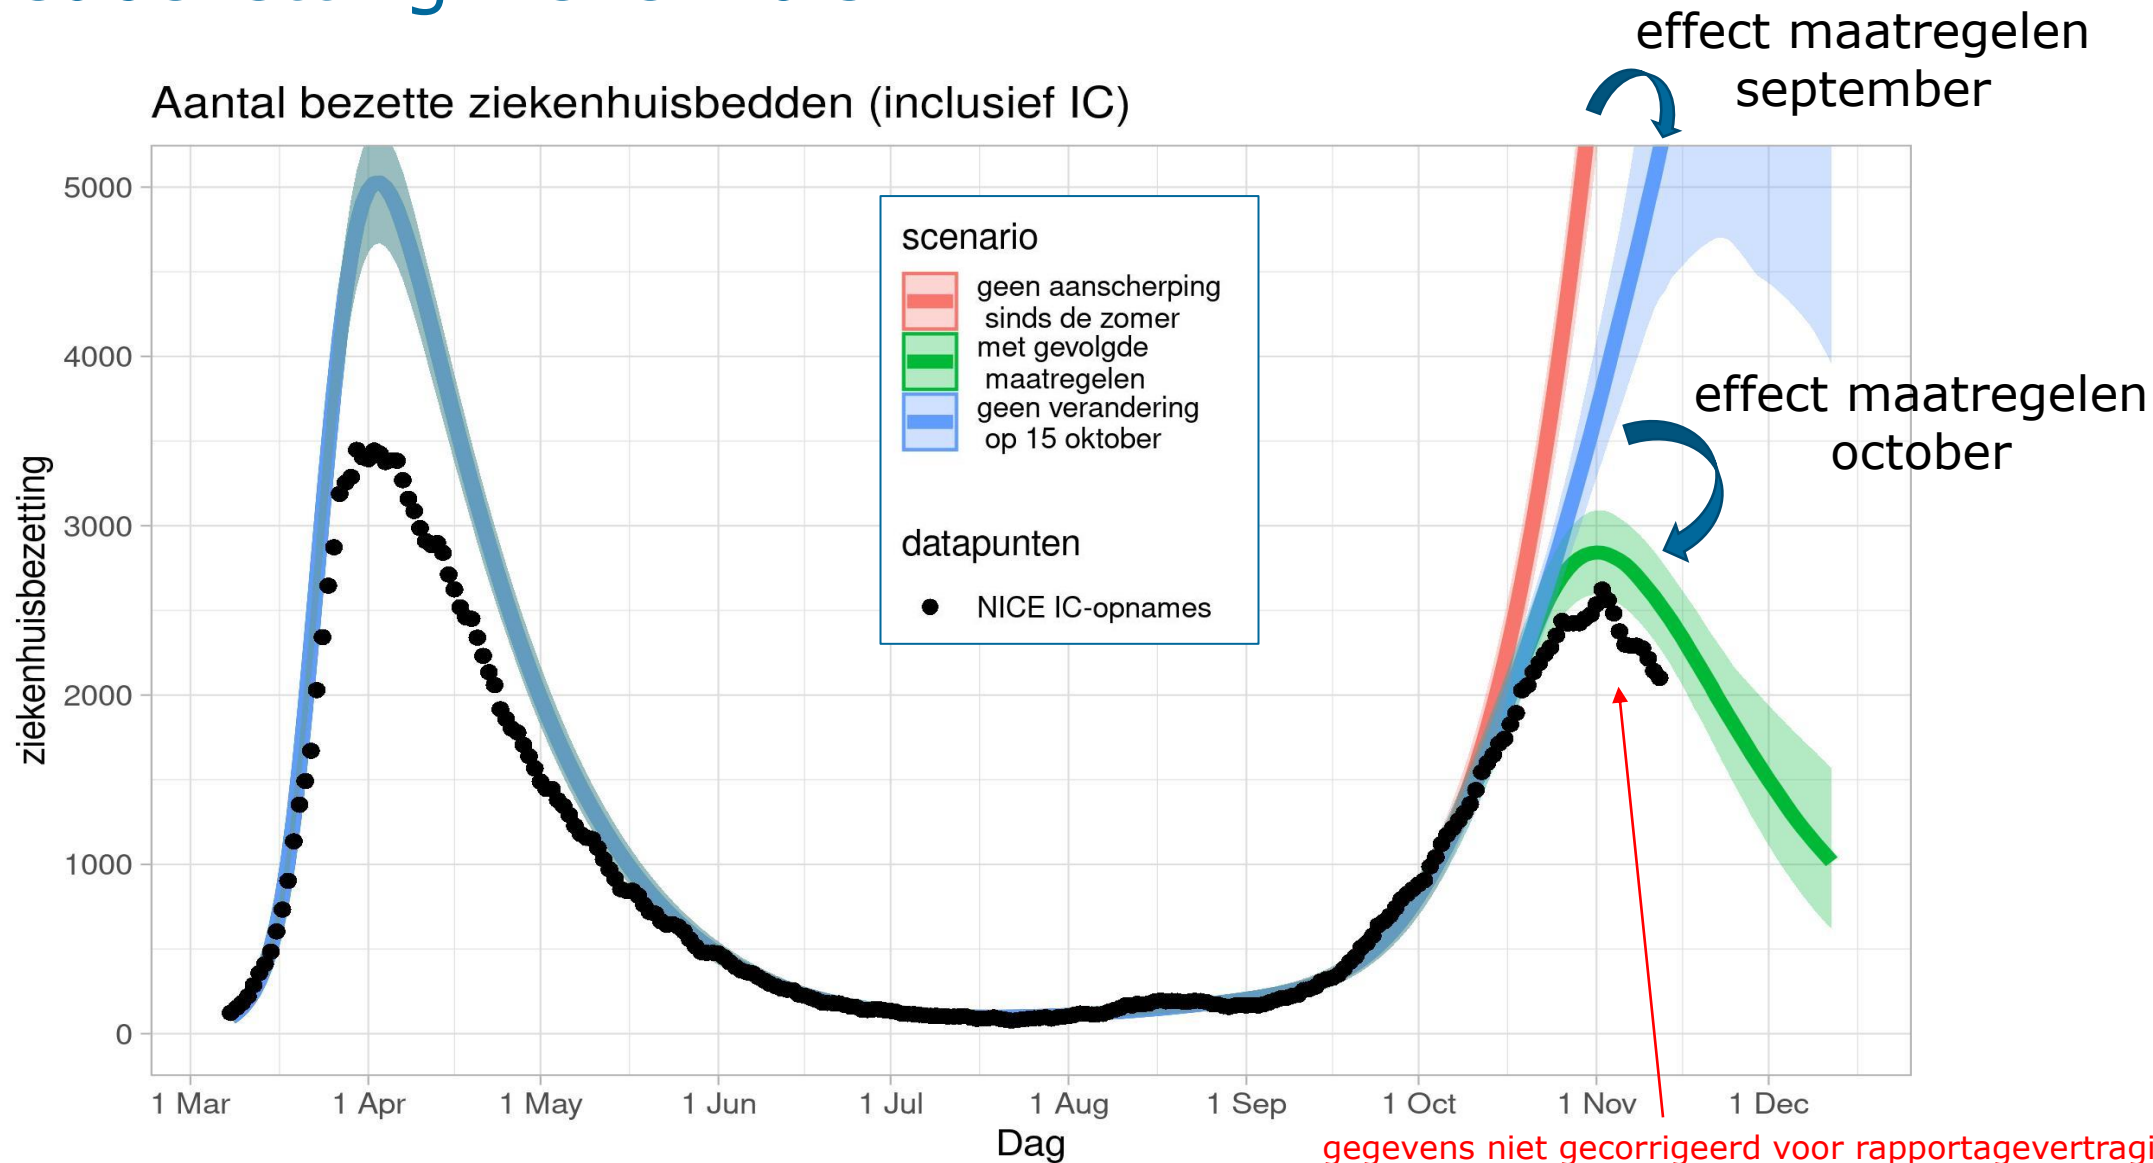 effect maatregelen
september
Aantal bezette ziekenhuisbedden (inclusief IC)
5000
4000
3000
2000
1000
0
ziekenhuisbezetting
scenario
geen aanscherping
sinds de zomer
met gevolgde
maatregelen
geen verandering
op 15 oktober
datapunten
NICE IC-opnames
effect maatregelen
october
1 Mar
1 Apr
1 May
1 Jun
1 Jul
1 Aug
1 Sep
1 Oct
1 Nov
1 Dec
Dag
gegevens niet gecorrigeerd voor